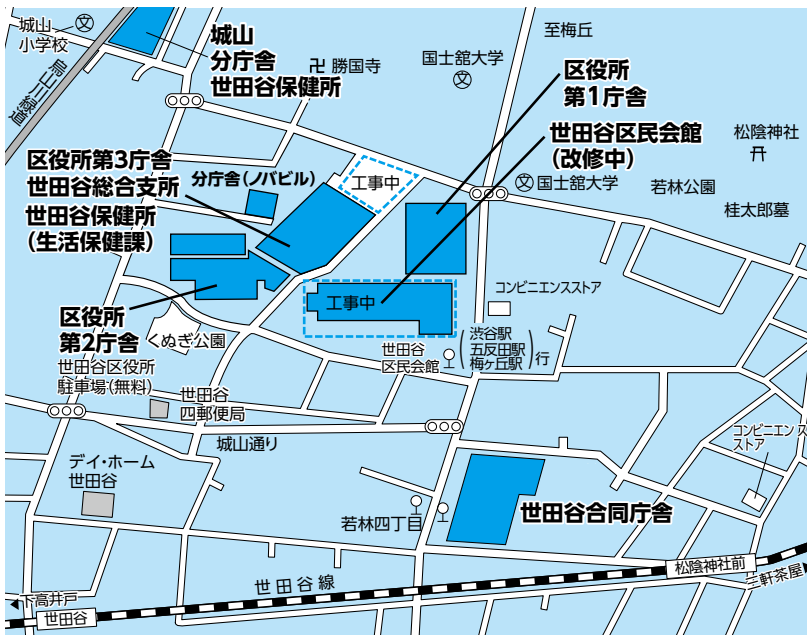 城山
小学校
文
烏山川緑道
城山
分庁舎
世田谷保健所
卍 勝国寺
国士舘大学
文
至梅丘
区役所
第1庁舎
世田谷区民会館
(改修中)
松陰神社
区役所第3庁舎
世田谷総合支所
世田谷保健所
(生活保健課)
分庁舎(ノバビル)
工事中
文 国士舘大学
若林公園
桂太郎墓
工事中
コンビニエンスストア
区役所
第2庁舎
くぬぎ公園
世田谷区役所
駐車場(無料)
世田谷
区民会館
渋谷駅
五反田駅
梅ヶ丘駅
行
世田谷
四郵便局
城山通り
コンビニエンス
ストア
デイ・ホーム
世田谷
若林四丁目
世田谷合同庁舎
世田谷線
松陰神社前
三軒茶屋
下高井戸
世田谷